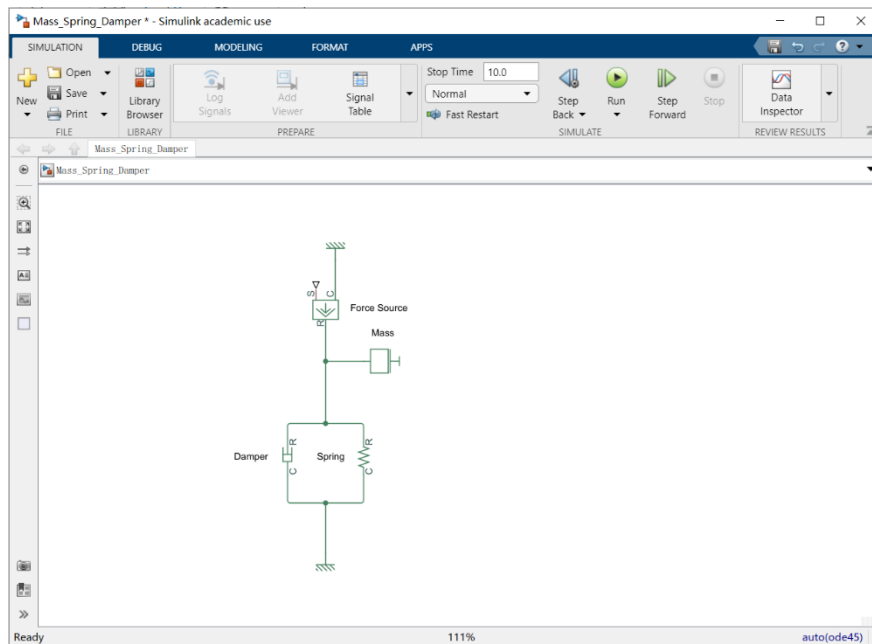 Mass_Spring_Damper * - Simulink academic use
SIMULATION DEBUG MODELING FORMAT APPS
New
Open
Save
Print
FILE
Library Browser
LIBRARY
Log Signals
Add Viewer
Signal Table
PREPARE
Stop Time 10.0
Normal
Fast Restart
Step Back
Run
Step Forward
Stop
SIMULATE
Data Inspector
REVIEW RESULTS
Mass_Spring_Damper
Mass_Spring_Damper
S C
Force Source
R
Mass
R R
Damper Spring
C C
Ready 111% auto(ode45)